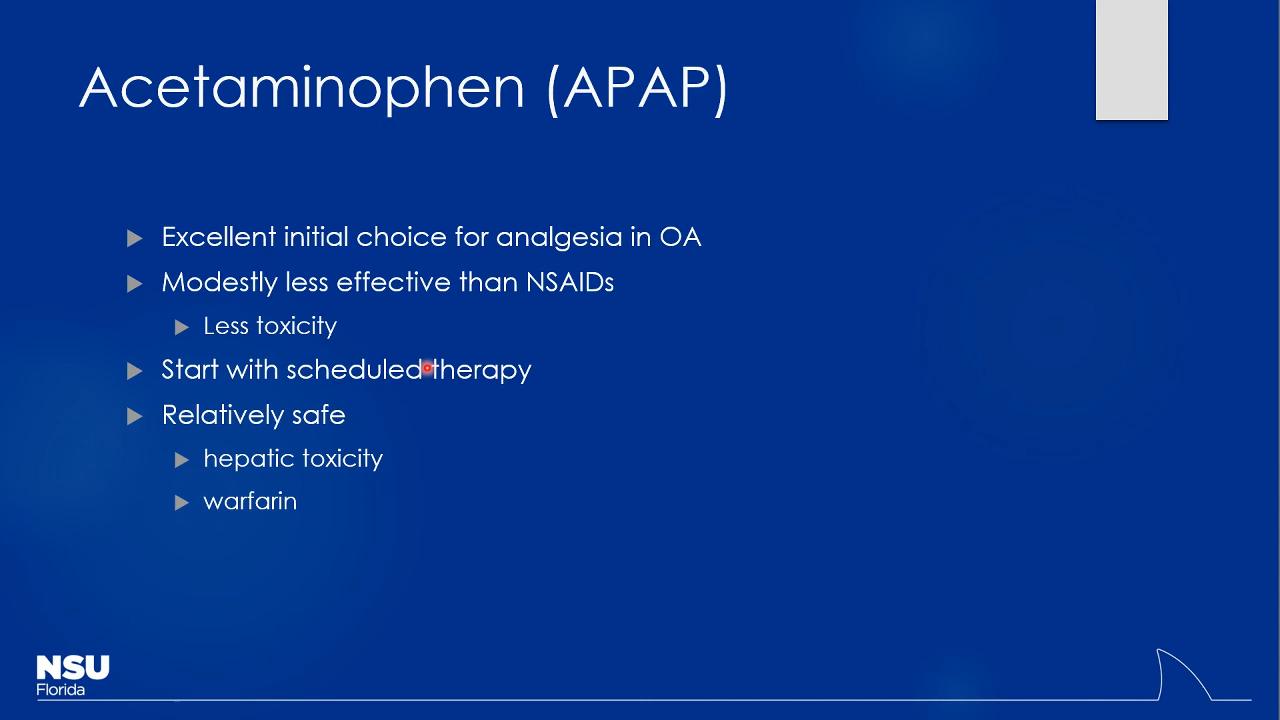 Acetaminophen (APAP)
Excellent initial choice for analgesia in OA
Modestly less effective than NSAIDs
Less toxicity
Start with scheduled therapy
Relatively safe
hepatic toxicity
warfarin
NSU
Florida